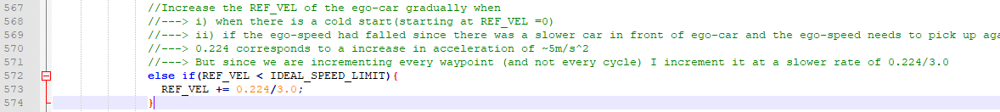 567 //Increase the REF_VEL of the ego-car gradually when
568 //---> i) when there is a cold start(starting at REF_VEL =0)
569 //---> ii) if the ego-speed had falled since there was a slower car in front of ego-car and the ego-speed needs to pick up aga
570 //---> 0.224 corresponds to a increase in acceleration of ~5m/s^2
571 //---> But since we are incrementing every waypoint (and not every cycle) I increment it at a slower rate of 0.224/3.0
572 else if(REF_VEL < IDEAL_SPEED_LIMIT){
573 REF_VEL += 0.224/3.0;
574 }